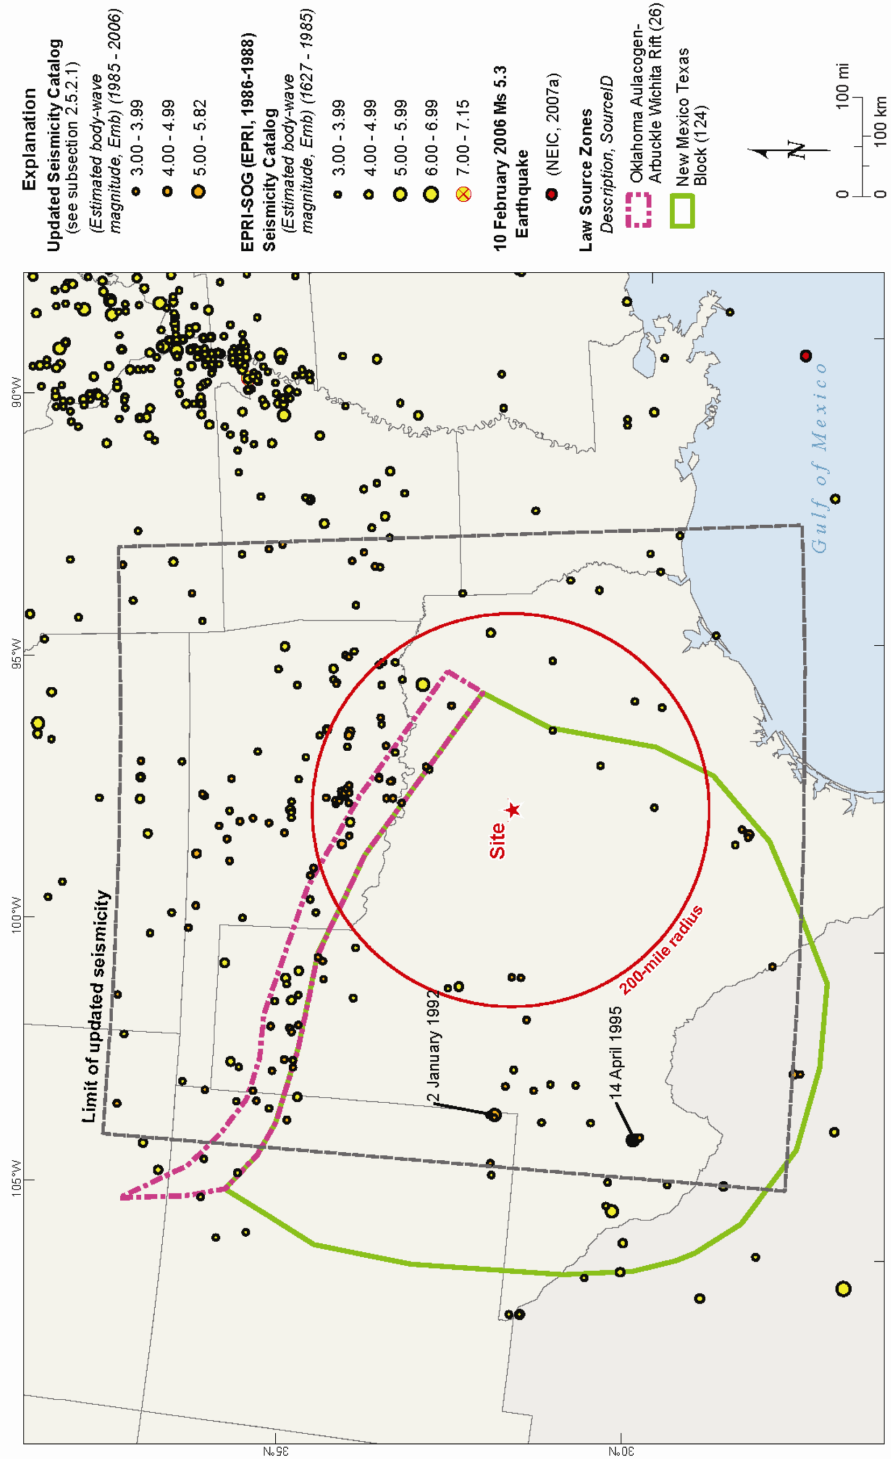 Explanation
Updated Seismicity Catalog
(see subsection 2.5.2.1)
(Estimated body-wave
magnitude, Emb) (1985 - 2006)
3.00 - 3.99
4.00 - 4.99
5.00 - 5.82
EPRI-SOG (EPRI, 1986-1988)
Seismicity Catalog
(Estimated body-wave
magnitude, Emb) (1627 - 1985)
3.00 - 3.99
4.00 - 4.99
5.00 - 5.99
6.00 - 6.99
7.00 - 7.15
10 February 2006 Ms 5.3
Earthquake
(NEIC, 2007a)
Law Source Zones
Description, SourceID
Oklahoma Aulacogen-
Arbuckle Wichita Rift (26)
New Mexico Texas
Block (124)
N
0 100 mi
0 100 km
105°W
100°W
95°W
90°W
35°N
30°N
Limit of updated seismicity
2 January 1992
14 April 1995
Site
200-mile radius
Gulf of Mexico